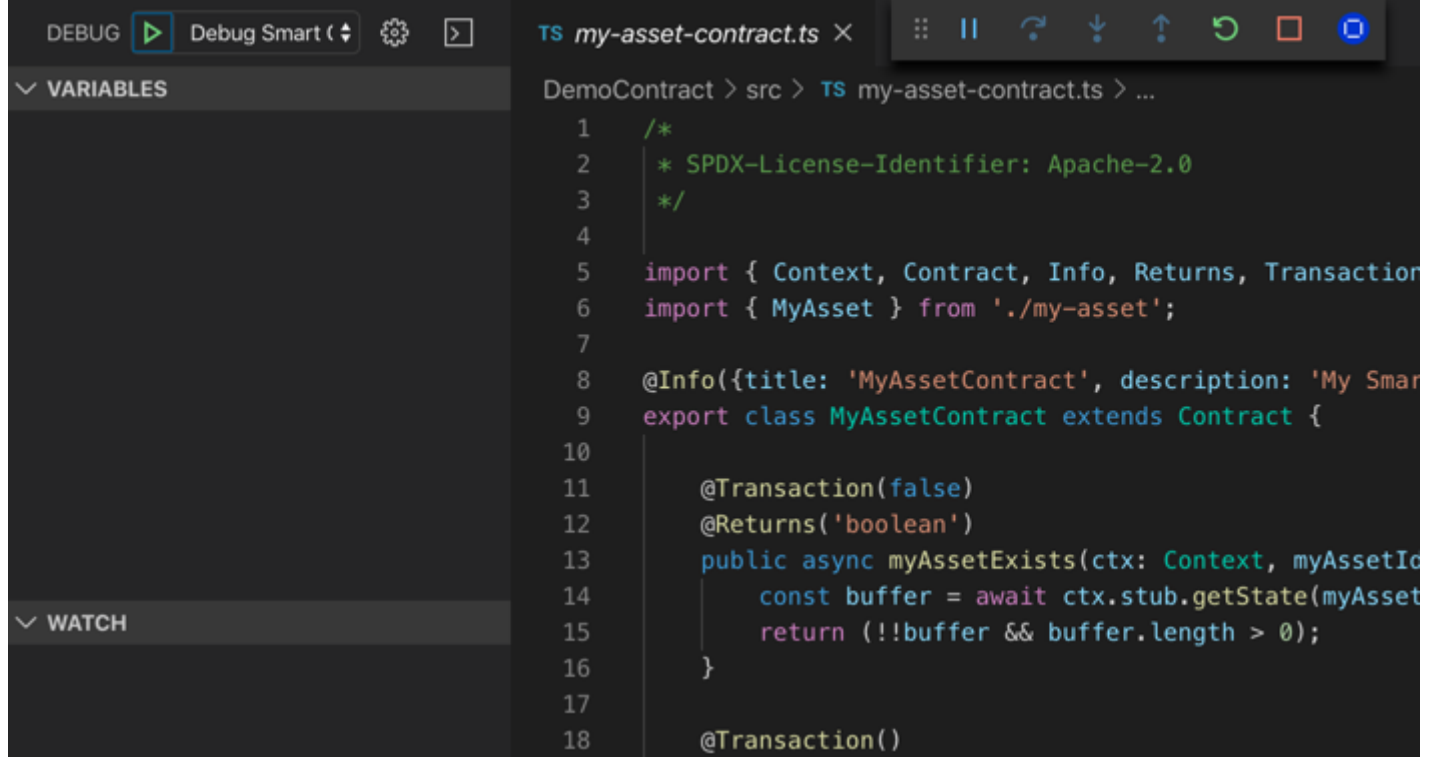 DEBUG Debug Smart (
TS my-asset-contract.ts
VARIABLES
DemoContract > src > TS my-asset-contract.ts > ...
1 /*
2 * SPDX-License-Identifier: Apache-2.0
3 */
4
5 import { Context, Contract, Info, Returns, Transaction
6 import { MyAsset } from './my-asset';
7
8 @Info({title: 'MyAssetContract', description: 'My Smar
9 export class MyAssetContract extends Contract {
10
11 @Transaction(false)
12 @Returns('boolean')
13 public async myAssetExists(ctx: Context, myAssetId
14 const buffer = await ctx.stub.getState(myAsset
15 return (!!buffer && buffer.length > 0);
16 }
17
18 @Transaction()
WATCH